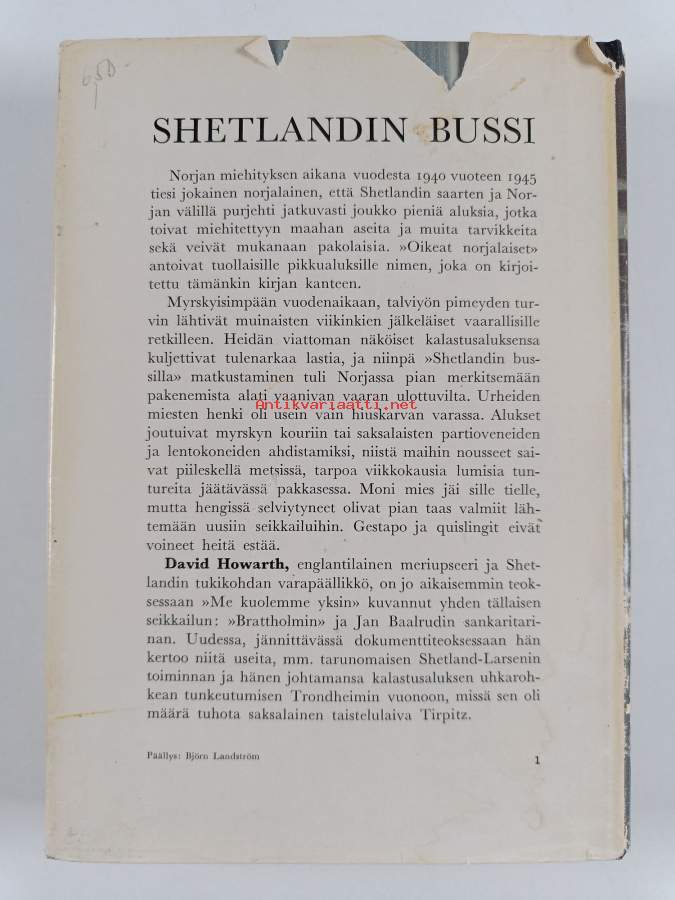 650
SHETLANDIN BUSSI
Norjan miehityksen aikana vuodesta 1940 vuoteen 1945
tiesi jokainen norjalainen, että Shetlandin saarten ja Nor-
jan välillä purjehti jatkuvasti joukko pieniä aluksia, jotka
toivat miehitettyyn maahan aseita ja muita tarvikkeita
sekä veivät mukanaan pakolaisia. »Oikeat norjalaiset»
antoivat tuollaisille pikkualuksille nimen, joka on kirjoi-
tettu tämänkin kirjan kanteen.
Myrskyisimpään vuodenaikaan, talviyön pimeyden tur-
vin lähtivät muinaisten viikinkien jälkeläiset vaarallisille
retkilleen. Heidän viattoman näköiset kalastusaluksensa
kuljettivat tulenarkaa lastia, ja niinpä »Shetlandin bus-
silla» matkustaminen tuli Norjassa pian merkitsemään
pakenemista alati vaanivan vaaran ulottuvilta. Urheiden
Antikvariaatti.net
miesten henki oli usein vain hiuskarvan varassa. Alukset
joutuivat myrskyn kouriin tai saksalaisten partioveneiden
ja lentokoneiden ahdistamiksi, niistä maihin nousseet sai-
vat piileskellä metsissä, tarpoa viikkokausia lumisia tun-
tureita jäätävässä pakkasessa. Moni mies jäi sille tielle,
mutta hengissä selviytyneet olivat pian taas valmiit läh-
temään uusiin seikkailuihin. Gestapo ja quislingit eivät
voineet heitä estää.
David Howarth, englantilainen meriupseeri ja Shet-
landin tukikohdan varapäällikkö, on jo aikaisemmin teok-
sessaan »Me kuolemme yksin» kuvannut yhden tällaisen
seikkailun: »Brattholmin» ja Jan Baalrudin sankaritari-
nan. Uudessa, jännittävässä dokumenttiteoksessaan hän
kertoo niitä useita, mm. tarunomaisen Shetland-Larsenin
toiminnan ja hänen johtamansa kalastusaluksen uhkaroh-
kean tunkeutumisen Trondheimin vuonoon, missä sen oli
määrä tuhota saksalainen taistelulaiva Tirpitz.
Päällys: Björn Landström
1